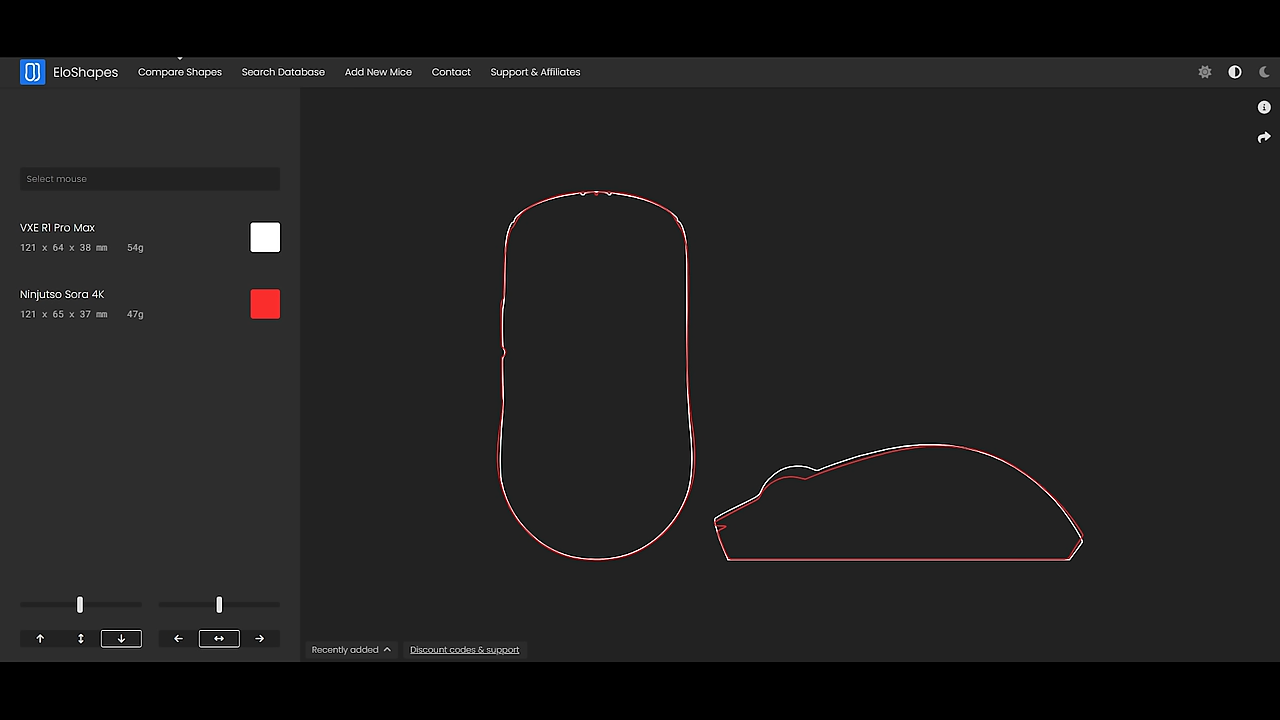 EloShapes
Compare Shapes
Search Database
Add New Mice
Contact
Support & Affiliates
Select mouse
VXE R1 Pro Max
121 x 64 x 38 mm 54g
Ninjutso Sora 4K
121 x 65 x 37 mm 47g
Recently added
Discount codes & support